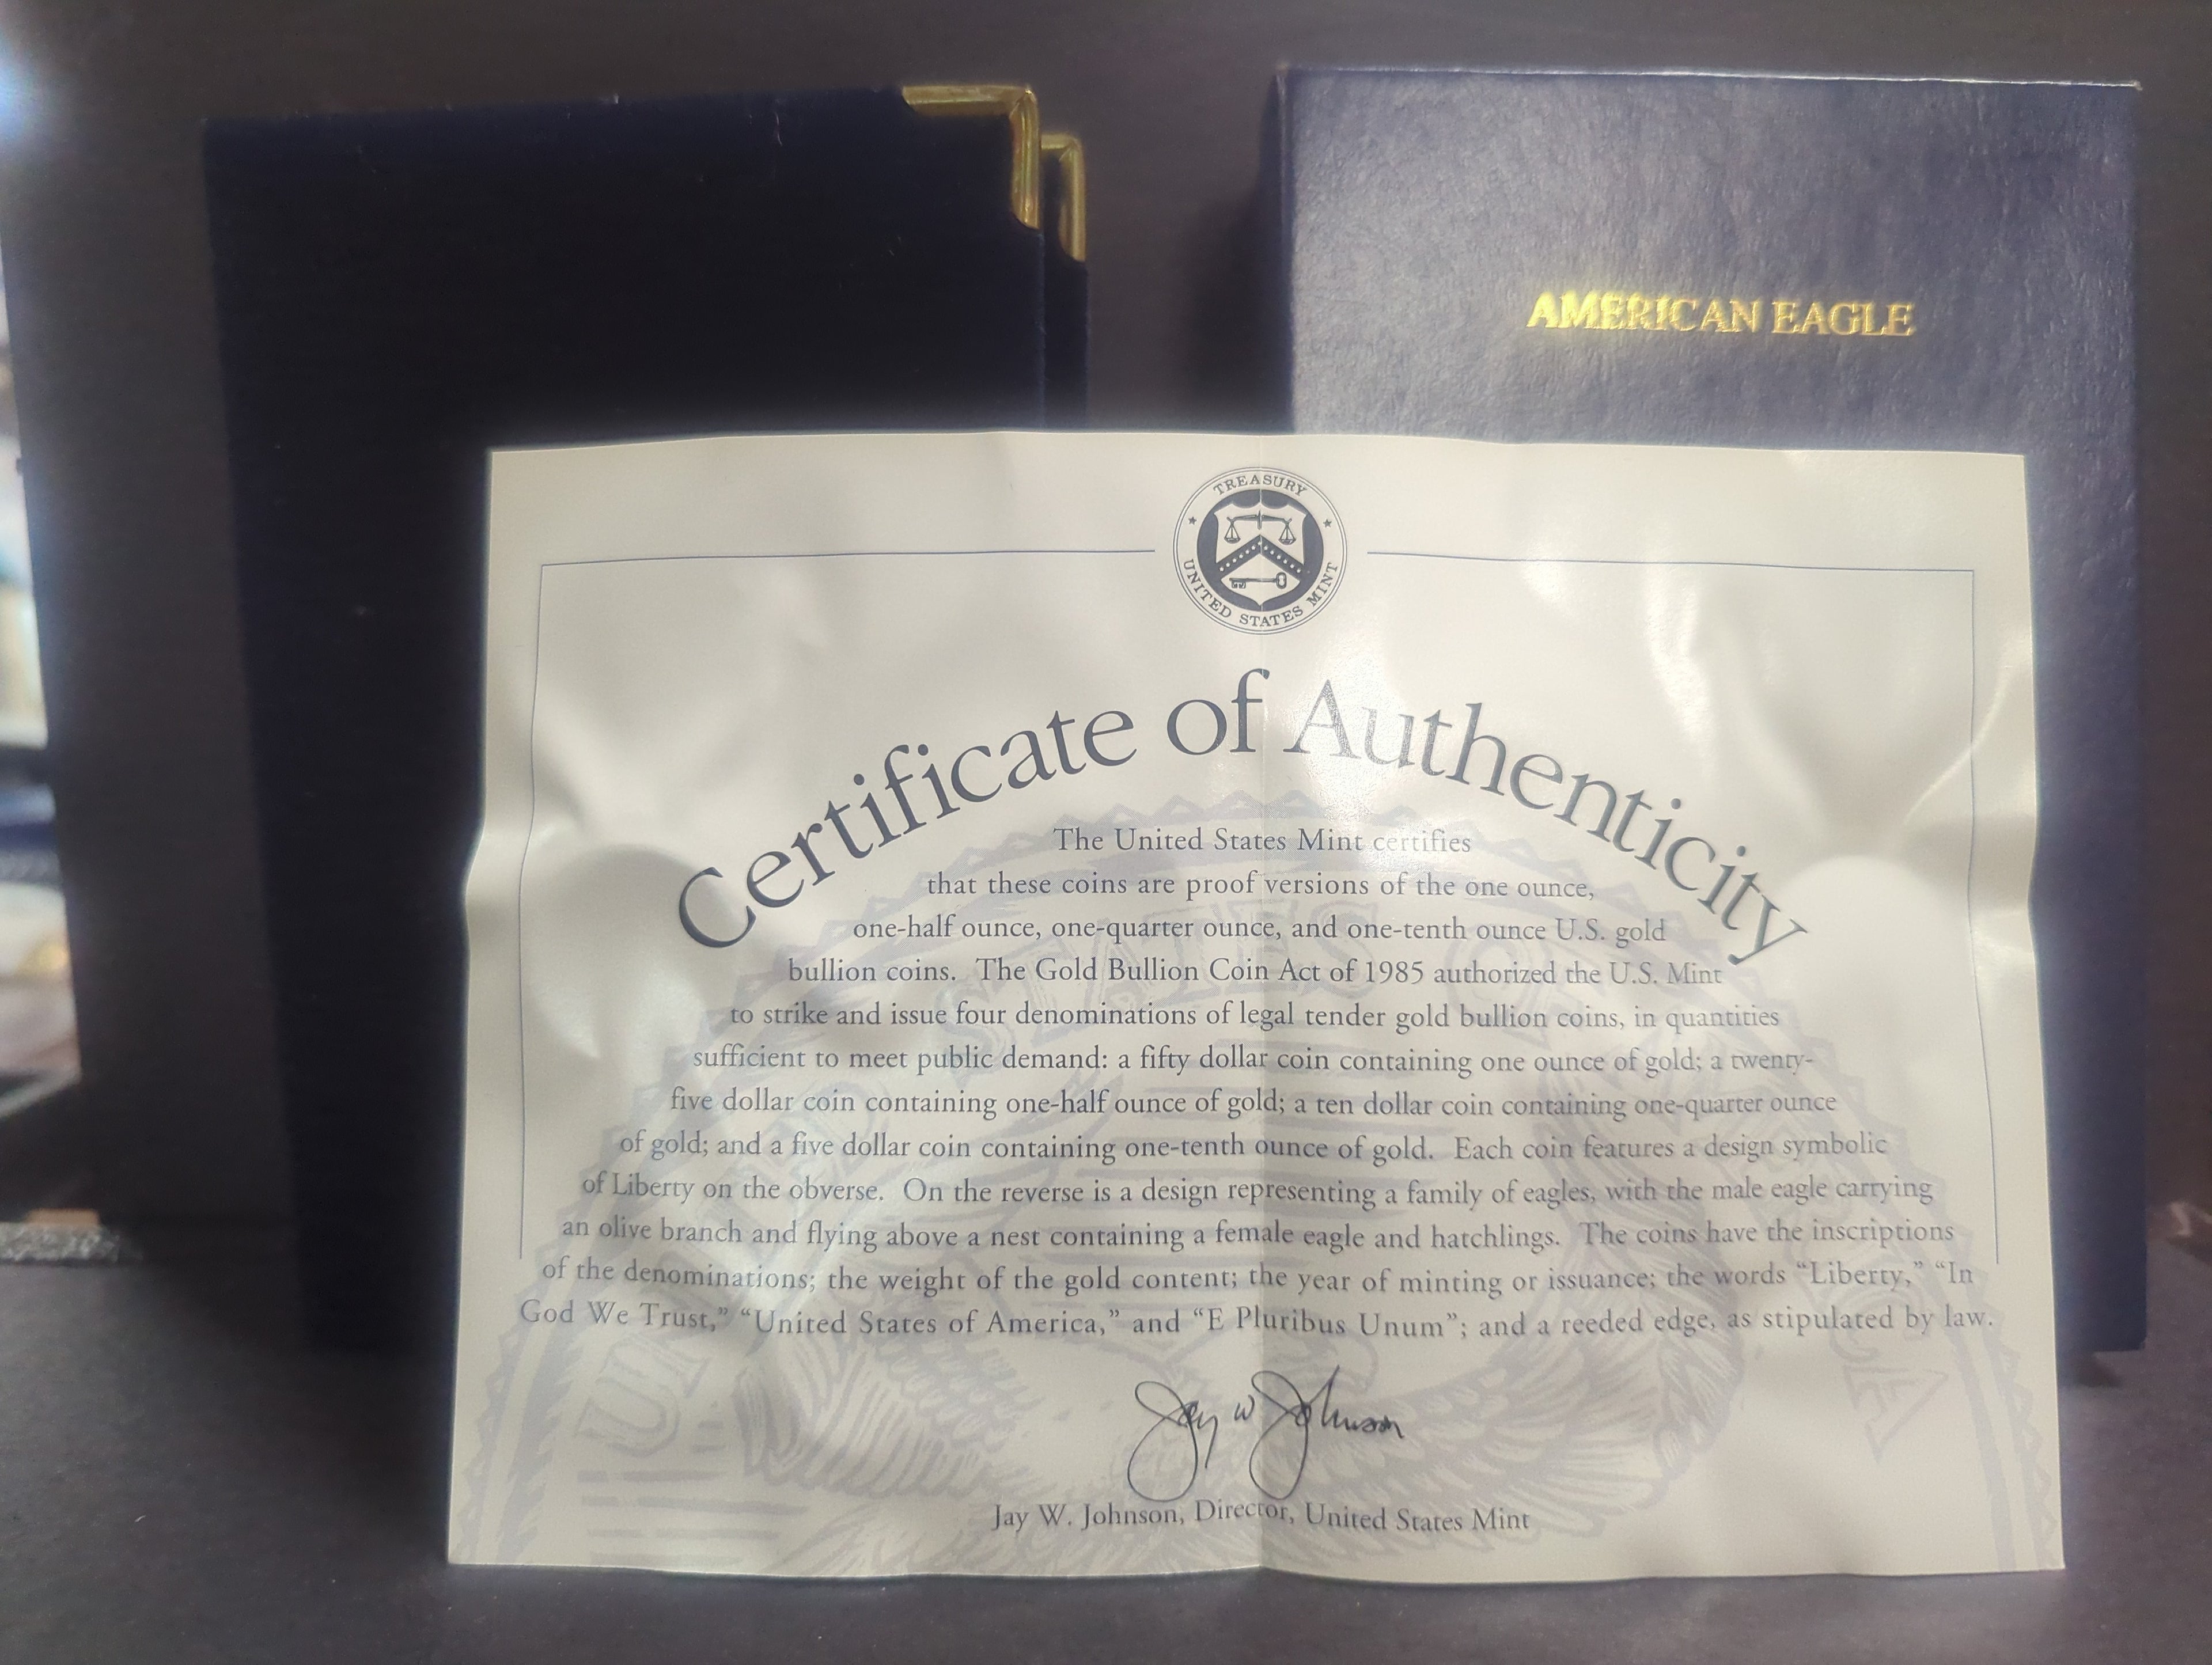 AMERICAN EAGLE
TREASURY
UNITED STATES MINT
Certificate of Authenticity
The United States Mint certifies
that these coins are proof versions of the one ounce,
one-half ounce, one-quarter ounce, and one-tenth ounce U.S. gold
bullion coins. The Gold Bullion Coin Act of 1985 authorized the U.S. Mint
to strike and issue four denominations of legal tender gold bullion coins, in quantities
sufficient to meet public demand: a fifty dollar coin containing one ounce of gold; a twenty-
five dollar coin containing one-half ounce of gold; a ten dollar coin containing one-quarter ounce
of gold; and a five dollar coin containing one-tenth ounce of gold. Each coin features a design symbolic
of Liberty on the obverse. On the reverse is a design representing a family of eagles, with the male eagle carrying
an olive branch and flying above a nest containing a female eagle and hatchlings. The coins have the inscriptions
of the denominations; the weight of the gold content; the year of minting or issuance; the words “Liberty,” “In
God We Trust,” “United States of America,” and “E Pluribus Unum”; and a reeded edge, as stipulated by law.
Jay W Johnson
Jay W. Johnson, Director, United States Mint